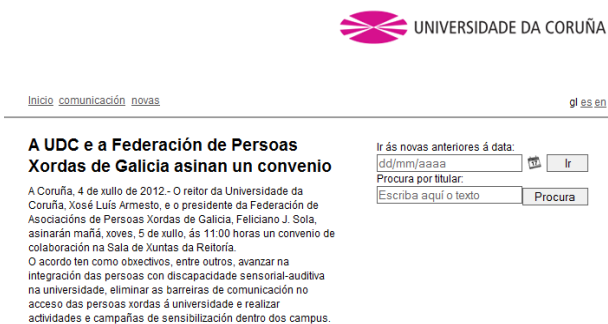 UNIVERSIDADE DA CORUÑA
Inicio comunicación novas
gl es en
A UDC e a Federación de Persoas
Xordas de Galicia asinan un convenio
A Coruña, 4 de xullo de 2012.- O reitor da Universidade da
Coruña, Xosé Luís Armesto, e o presidente da Federación de
Asociacións de Persoas Xordas de Galicia, Feliciano J. Sola,
asinarán mañá, xoves, 5 de xullo, ás 11:00 horas un convenio de
colaboración na Sala de Xuntas da Reitoría.
O acordo ten como obxectivos, entre outros, avanzar na
integración das persoas con discapacidade sensorial-auditiva
na universidade, eliminar as barreiras de comunicación no
acceso das persoas xordas á universidade e realizar
actividades e campañas de sensibilización dentro dos campus.
Ir ás novas anteriores á data:
dd/mm/aaaa
Ir
Procura por titular:
Escriba aquí o texto
Procura